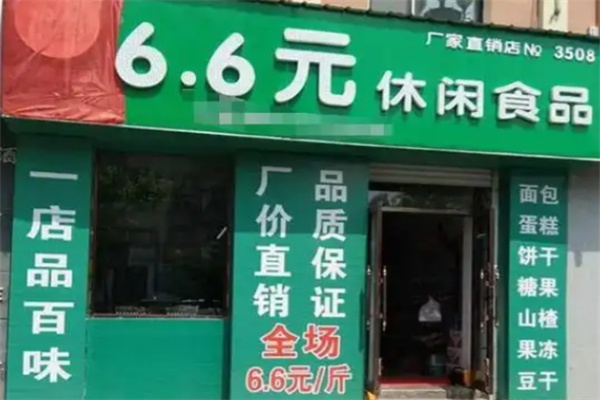 6.6元
厂家直销店№ 3508
休闲食品
一店品百味
厂价直销
品质保证
全场
6.6元/斤
面包
蛋糕
饼干
糖果
山楂
果冻
豆干